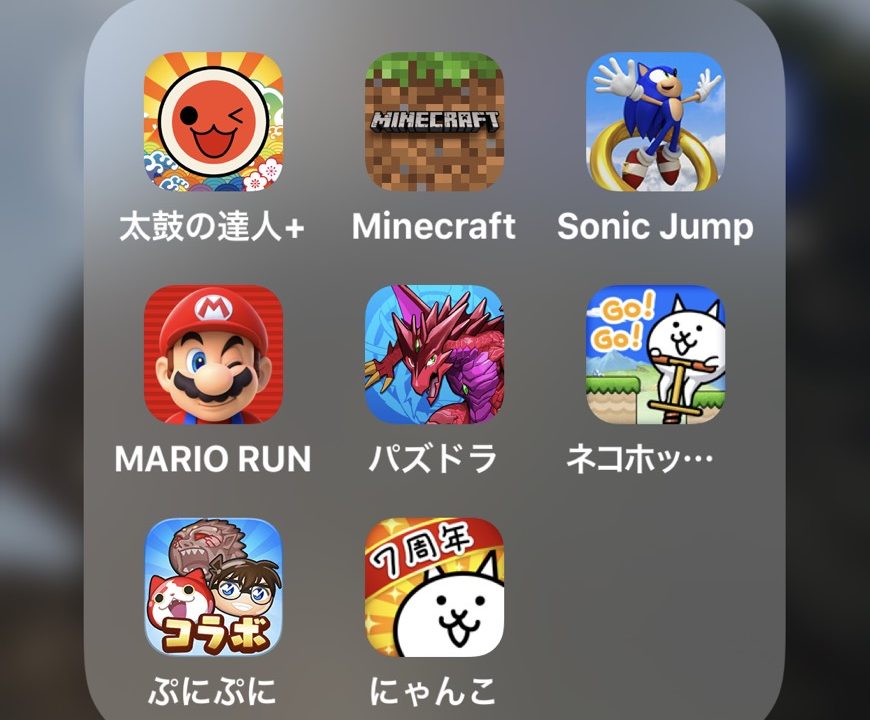 太鼓の達人+
MINECRAFT
Minecraft
Sonic Jump
M
MARIO RUN
パズドラ
GO!
GO!
ネコホッ…
コラボ
ぷにぷに
7周年
にゃんこ